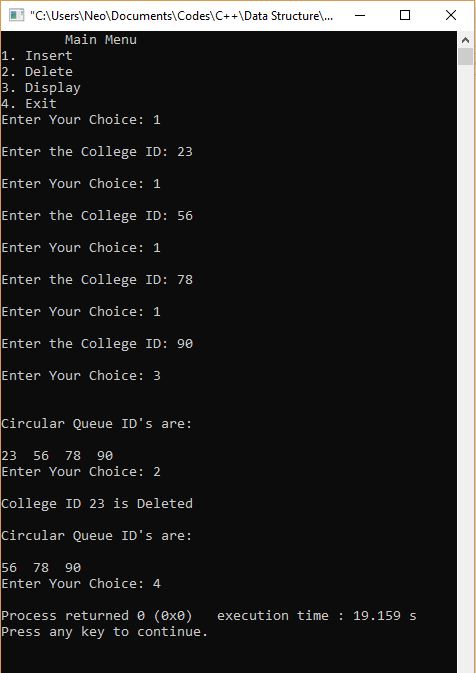 "C:\Users\Neo\Documents\Codes\C++\Data Structure\...
Main Menu
1. Insert
2. Delete
3. Display
4. Exit
Enter Your Choice: 1
Enter the College ID: 23
Enter Your Choice: 1
Enter the College ID: 56
Enter Your Choice: 1
Enter the College ID: 78
Enter Your Choice: 1
Enter the College ID: 90
Enter Your Choice: 3
Circular Queue ID's are:
23  56  78  90
Enter Your Choice: 2
College ID 23 is Deleted
Circular Queue ID's are:
56  78  90
Enter Your Choice: 4
Process returned 0 (0x0)   execution time : 19.159 s
Press any key to continue.